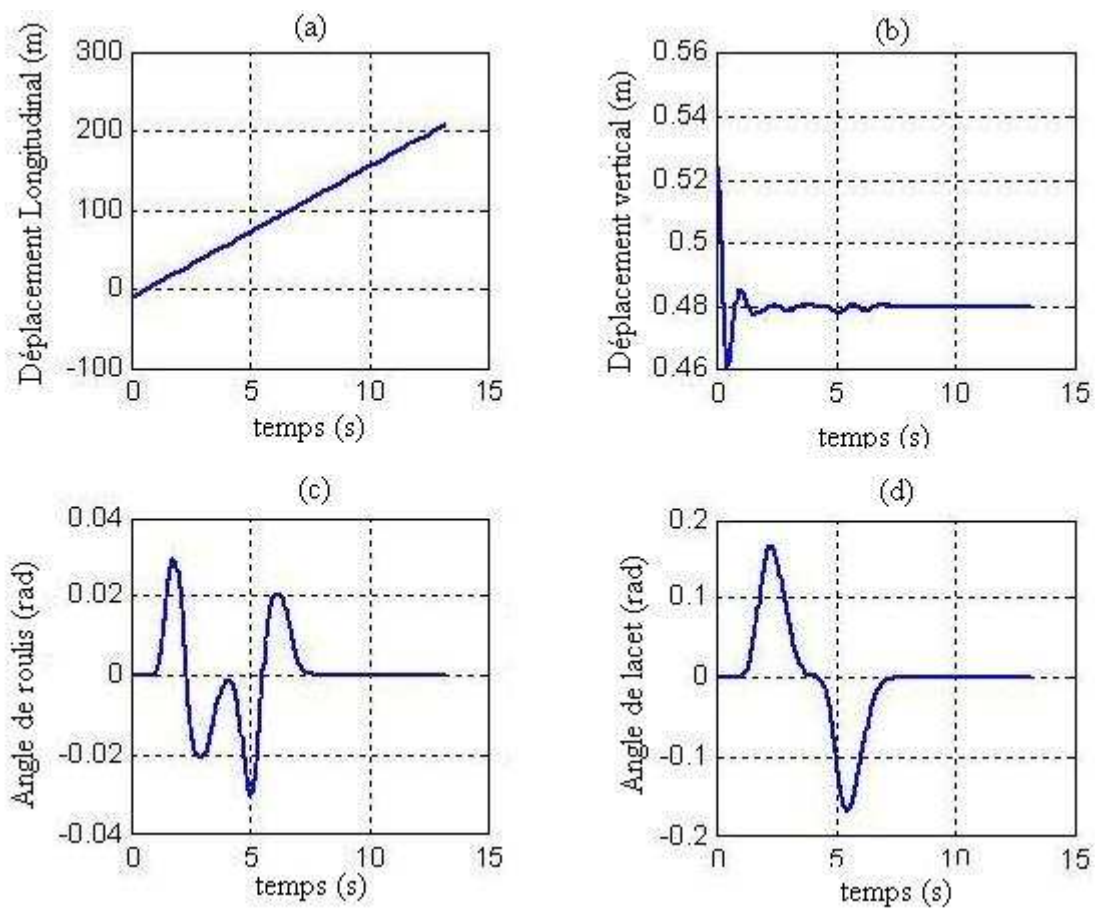 (a)
Déplacement Longitudinal (m)
300
200
100
0
-100
0 5 10 15
temps (s)
(b)
Déplacement vertical (m)
0.56
0.54
0.52
0.5
0.48
0.46
0 5 10 15
temps (s)
(c)
Angle de roulis (rad)
0.04
0.02
0
-0.02
-0.04
0 5 10 15
temps (s)
(d)
Angle de lacet (rad)
0.2
0.1
0
-0.1
-0.2
0 5 10 15
temps (s)